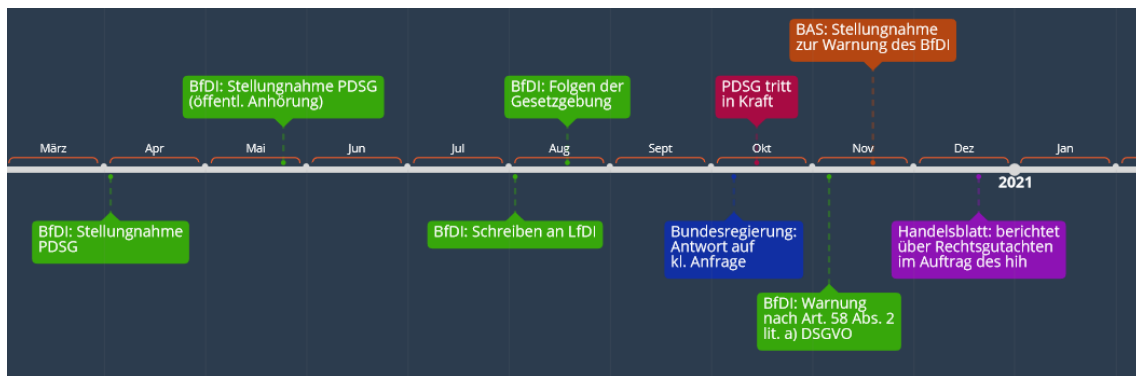 BAS: Stellungnahme
zur Warnung des BfDI
BfDI: Stellungnahme PDSG
(öffentl. Anhörung)
BfDI: Folgen der
Gesetzgebung
PDSG tritt
in Kraft
März
Apr
Mai
Jun
Jul
Aug
Sept
Okt
Nov
Dez
Jan
2021
BfDI: Stellungnahme
PDSG
BfDI: Schreiben an LfDI
Bundesregierung:
Antwort auf
kl. Anfrage
Handelsblatt: berichtet
über Rechtsgutachten
im Auftrag des hih
BfDI: Warnung
nach Art. 58 Abs. 2
lit. a) DSGVO